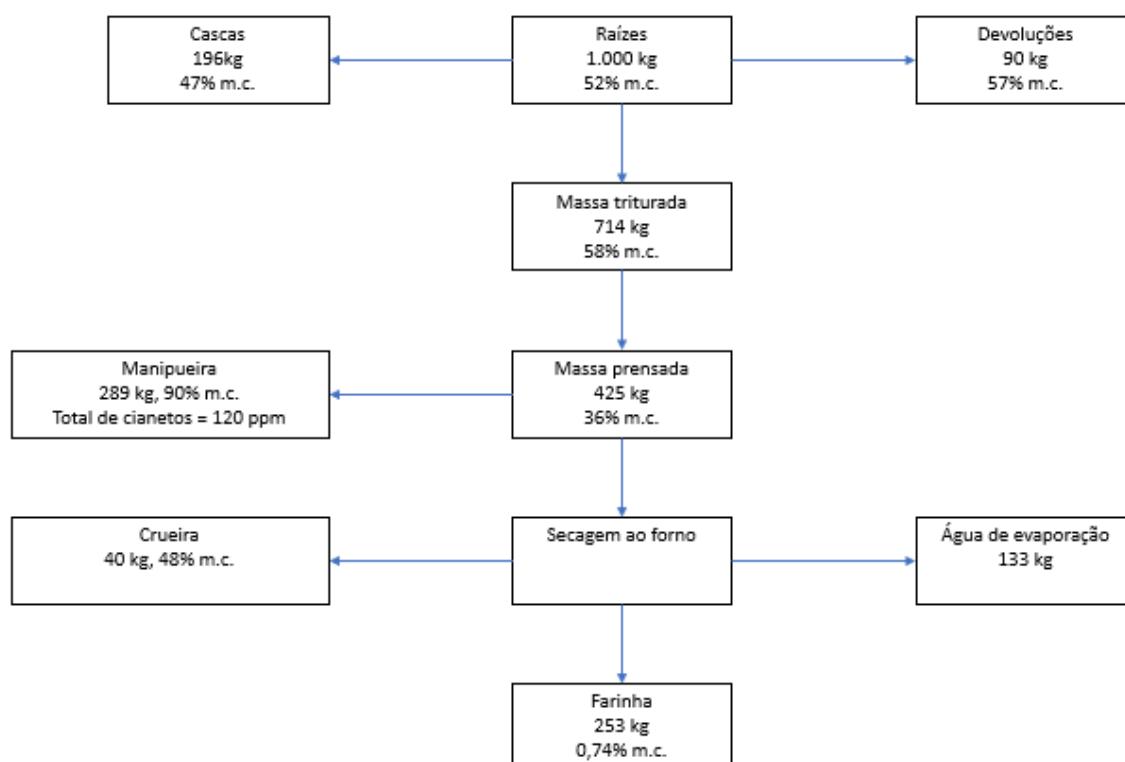 Cascas
196kg
47% m.c.
Raízes
1.000 kg
52% m.c.
Devoluções
90 kg
57% m.c.
Massa triturada
714 kg
58% m.c.
Manipueira
289 kg, 90% m.c.
Total de cianetos = 120 ppm
Massa prensada
425 kg
36% m.c.
Crueira
40 kg, 48% m.c.
Secagem ao forno
Água de evaporação
133 kg
Farinha
253 kg
0,74% m.c.